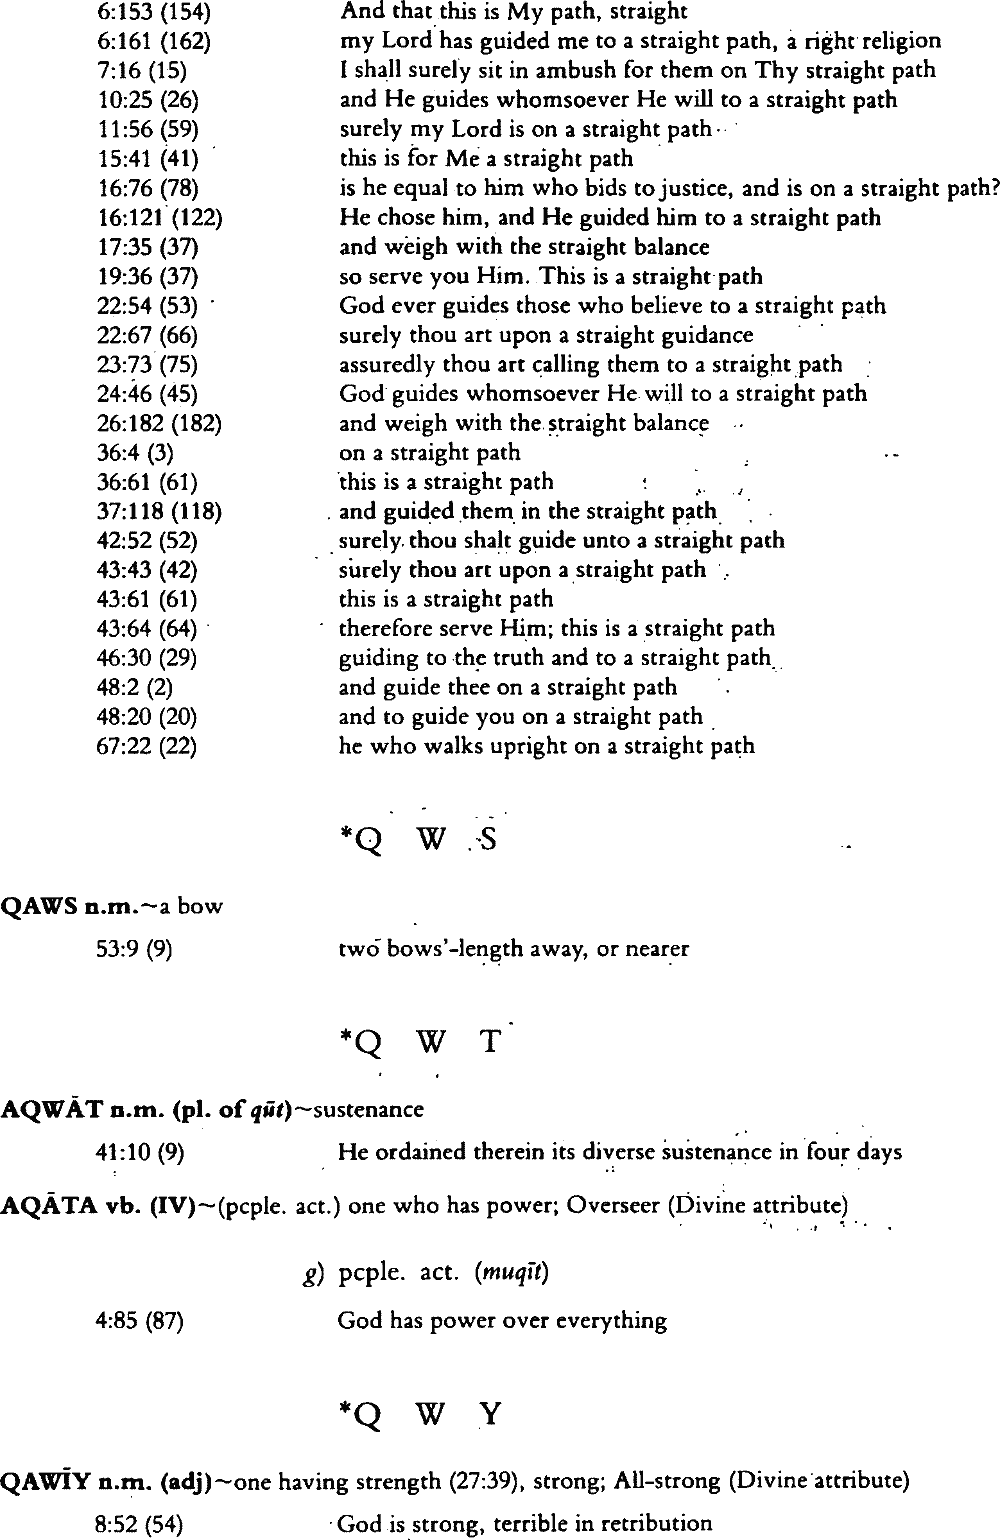 6:153 (154) And that this is My path, straight
6:161 (162) my Lord has guided me to a straight path, a right religion
7:16 (15) I shall surely sit in ambush for them on Thy straight path
10:25 (26) and He guides whomsoever He will to a straight path
11:56 (59) surely my Lord is on a straight path
15:41 (41) this is for Me a straight path
16:76 (78) is he equal to him who bids to justice, and is on a straight path?
16:121 (122) He chose him, and He guided him to a straight path
17:35 (37) and weigh with the straight balance
19:36 (37) so serve you Him. This is a straight path
22:54 (53) God ever guides those who believe to a straight path
22:67 (66) surely thou art upon a straight guidance
23:73 (75) assuredly thou art calling them to a straight path
24:46 (45) God guides whomsoever He will to a straight path
26:182 (182) and weigh with the straight balance
36:4 (3) on a straight path
36:61 (61) this is a straight path
37:118 (118) and guided them in the straight path
42:52 (52) surely thou shalt guide unto a straight path
43:43 (42) surely thou art upon a straight path
43:61 (61) this is a straight path
43:64 (64) therefore serve Him; this is a straight path
46:30 (29) guiding to the truth and to a straight path
48:2 (2) and guide thee on a straight path
48:20 (20) and to guide you on a straight path
67:22 (22) he who walks upright on a straight path
*Q W S
QAWS n.m.~a bow
53:9 (9) two bows'-length away, or nearer
*Q W T
AQWĀT n.m. (pl. of qūt)~sustenance
41:10 (9) He ordained therein its diverse sustenance in four days
AQĀTA vb. (IV)~(pcple. act.) one who has power; Overseer (Divine attribute)
g) pcple. act. (muqīt)
4:85 (87) God has power over everything
*Q W Y
QAWĪY n.m. (adj)~one having strength (27:39), strong; All-strong (Divine attribute)
8:52 (54) God is strong, terrible in retribution